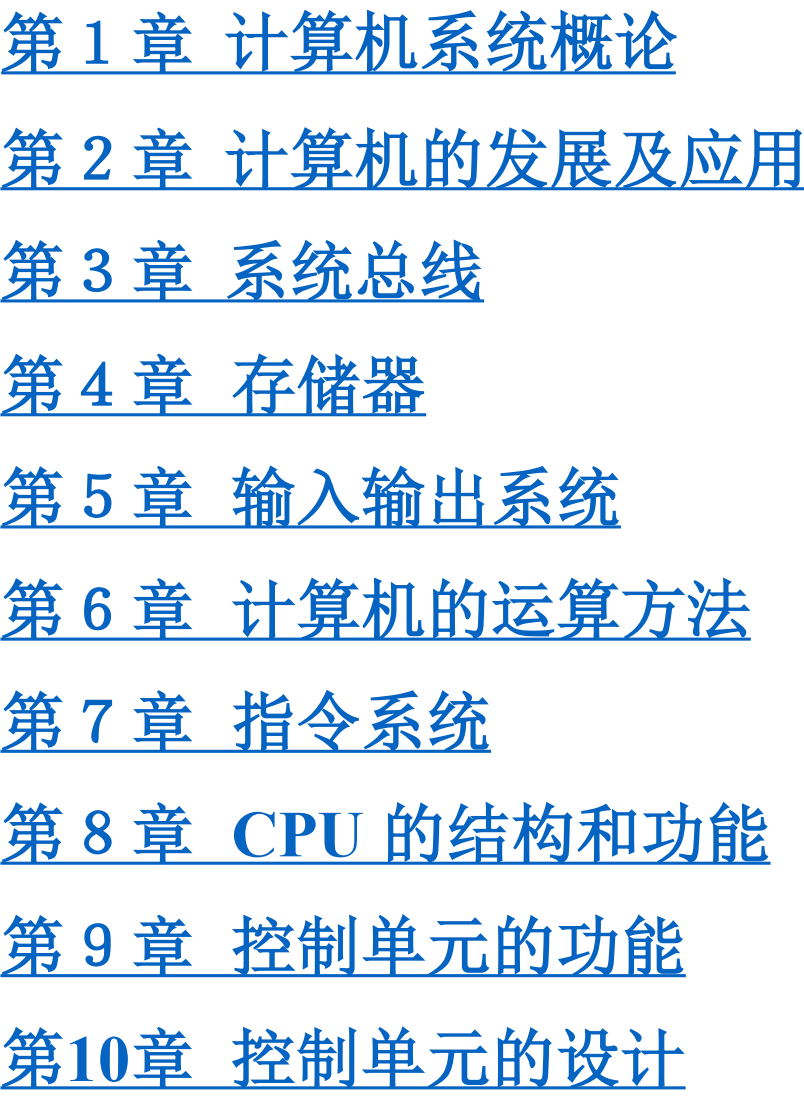 第 1 章 计算机系统概论
第 2 章 计算机的发展及应用
第 3 章 系统总线
第 4 章 存储器
第 5 章 输入输出系统
第 6 章 计算机的运算方法
第 7 章 指令系统
第 8 章 CPU 的结构和功能
第 9 章 控制单元的功能
第10章 控制单元的设计